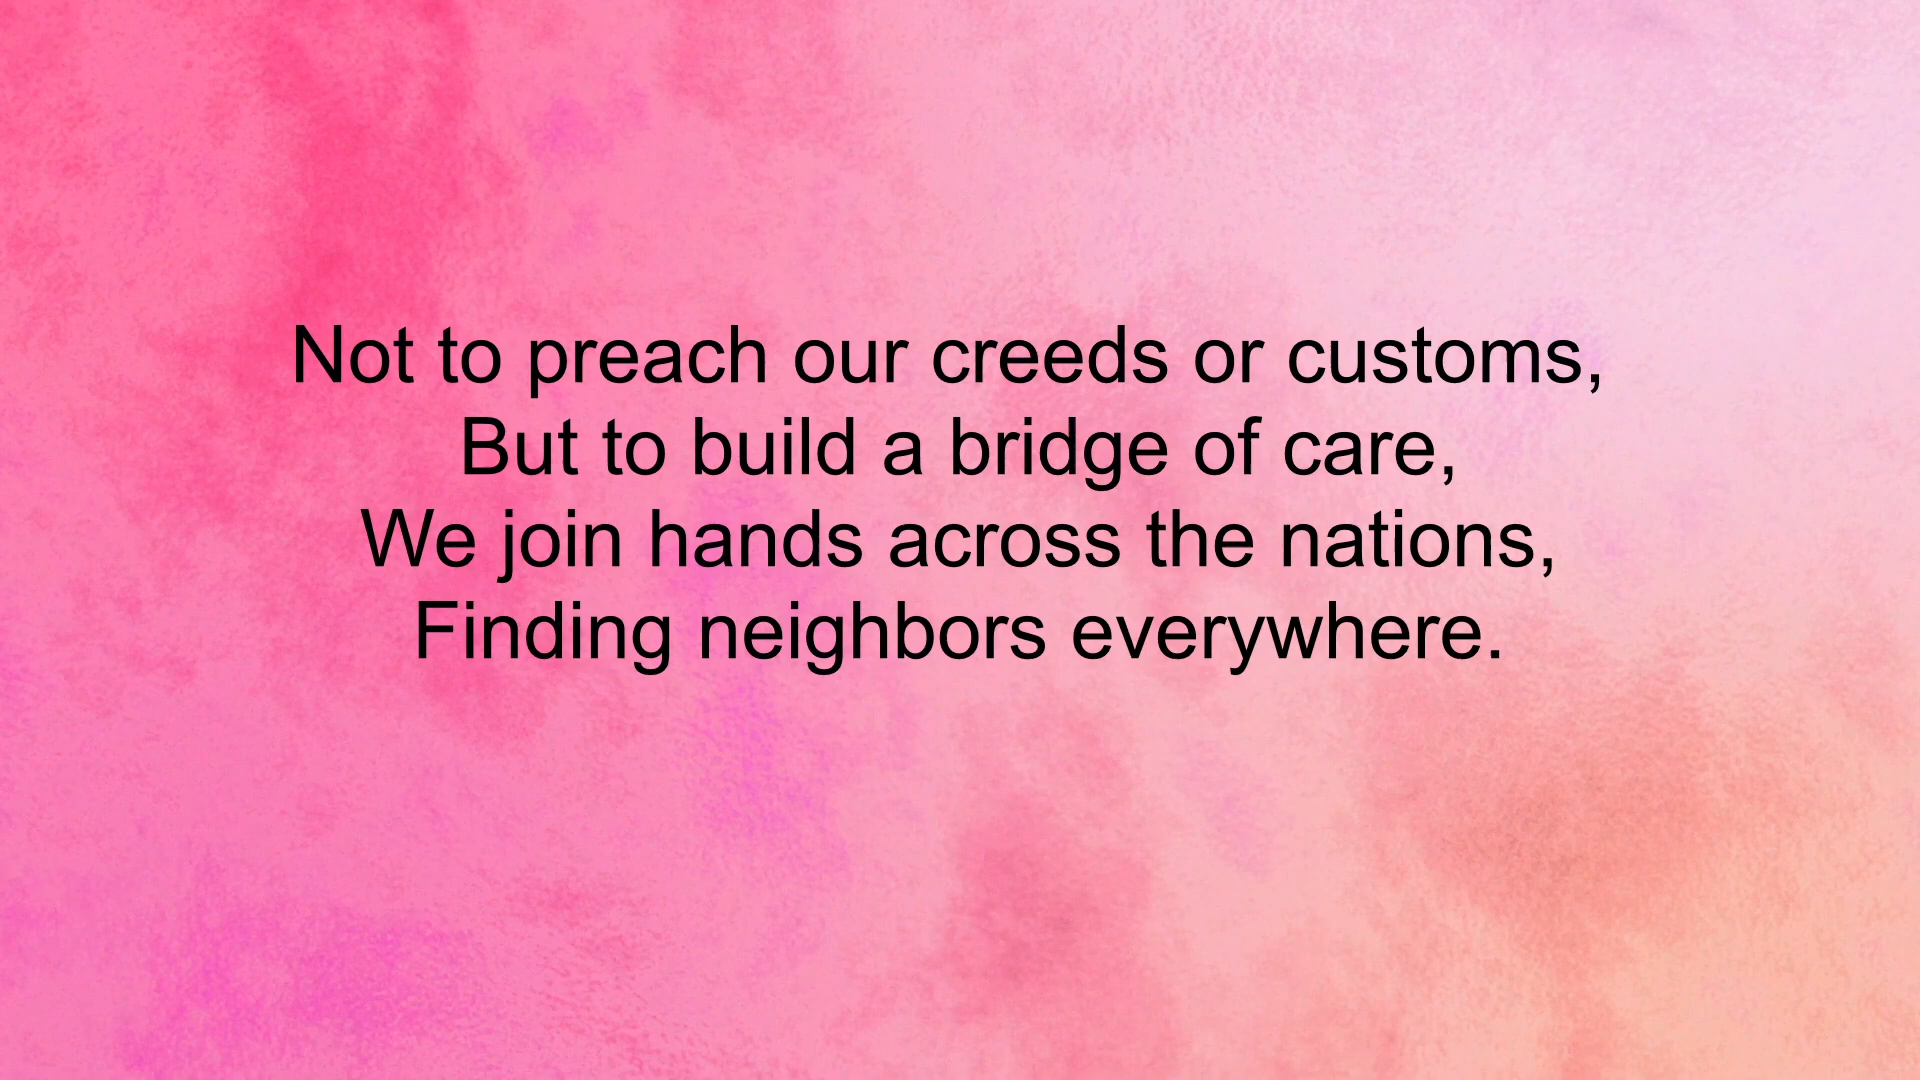 Not to preach our creeds or customs,
But to build a bridge of care,
We join hands across the nations,
Finding neighbors everywhere.